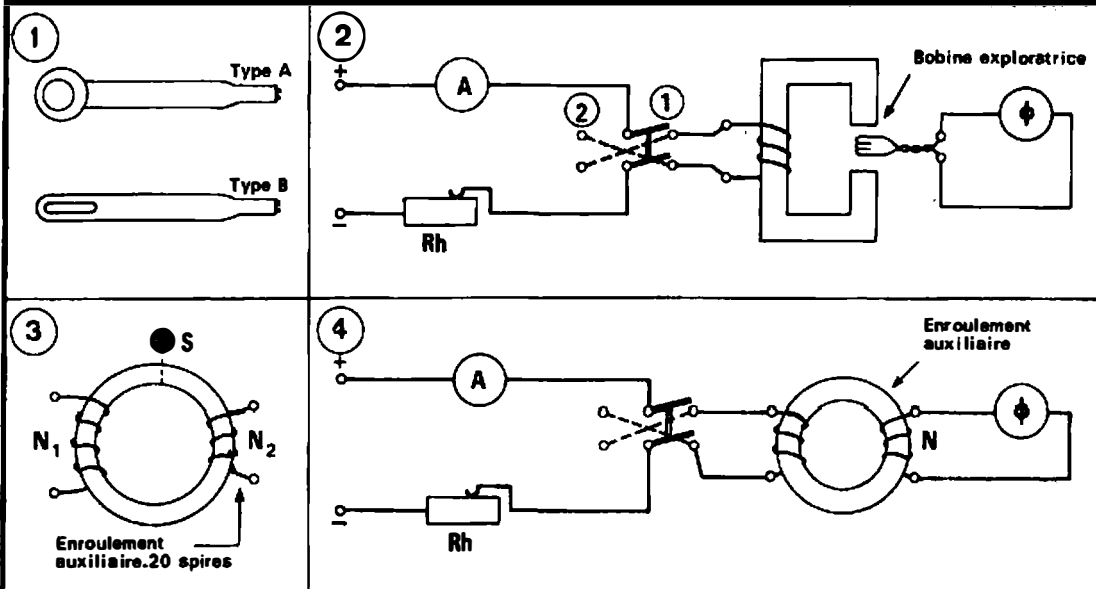 1
Type A
Type B
2
+
A
2
1
Bobine exploratrice
ϕ
–
Rh
3
S
N₁
N₂
Enroulement
auxiliaire.20 spires
4
+
A
Enroulement
auxiliaire
N
ϕ
–
Rh